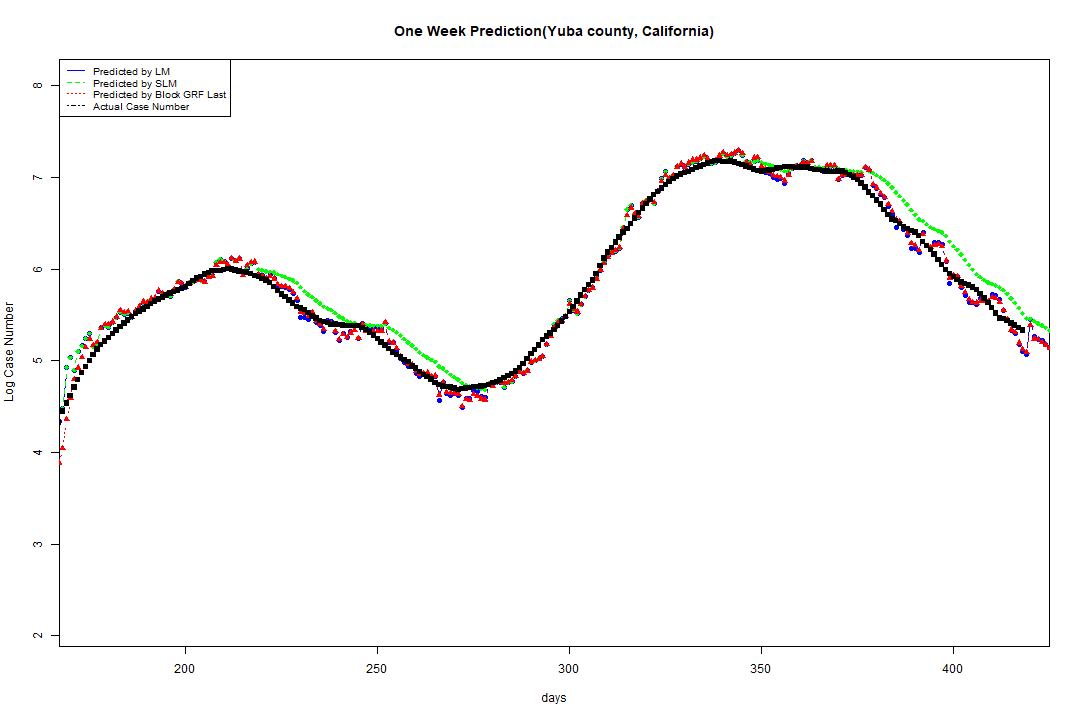 One Week Prediction(Yuba county, California)
Predicted by LM
Predicted by SLM
Predicted by Block GRF Last
Actual Case Number
8
7
6
5
4
3
2
Log Case Number
200 250 300 350 400
days